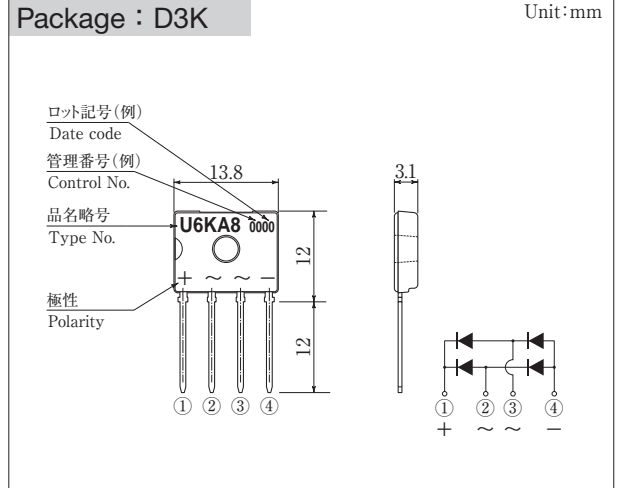 Package：D3K
Unit:mm
ロット記号(例)
Date code
管理番号(例)
Control No.
品名略号
Type No.
極性
Polarity
13.8
3.1
U6KA8 0000
12
+ ～ ～ −
12
① ② ③ ④
① ② ③ ④
+ ～ ～ −